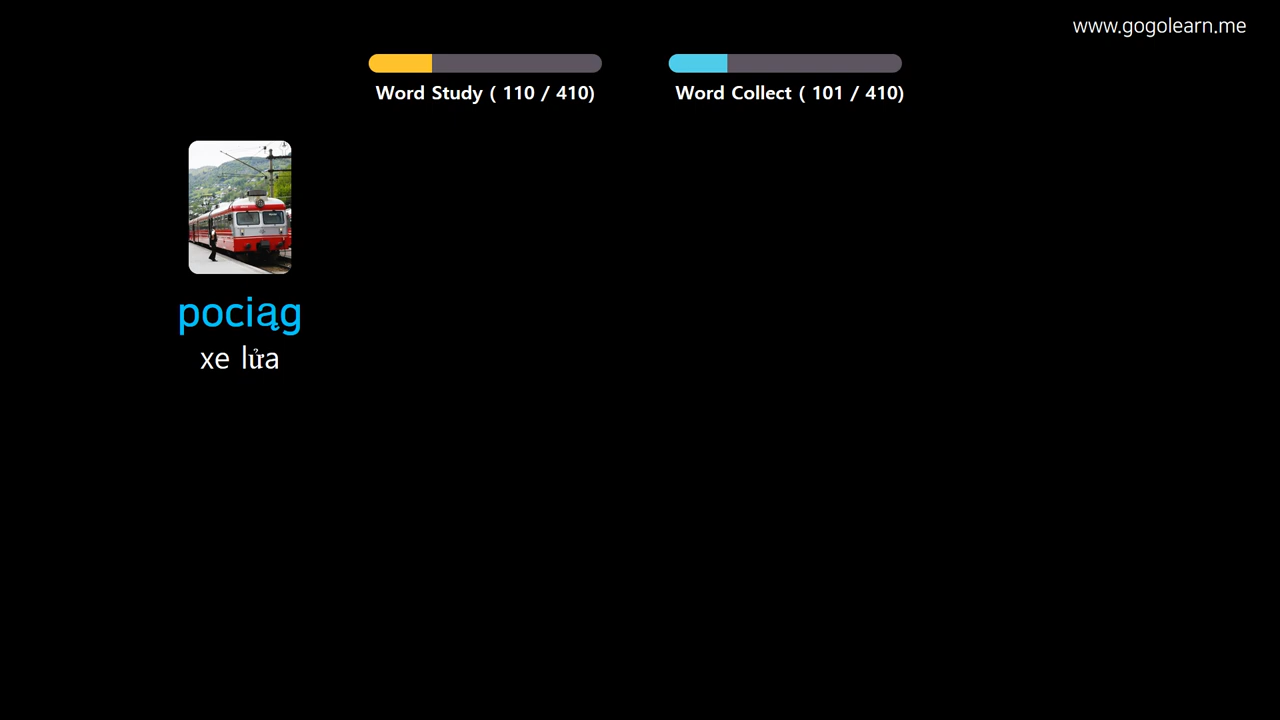 www.gogolearn.me
Word Study ( 110 / 410)
Word Collect ( 101 / 410)
pociąg
xe lửa